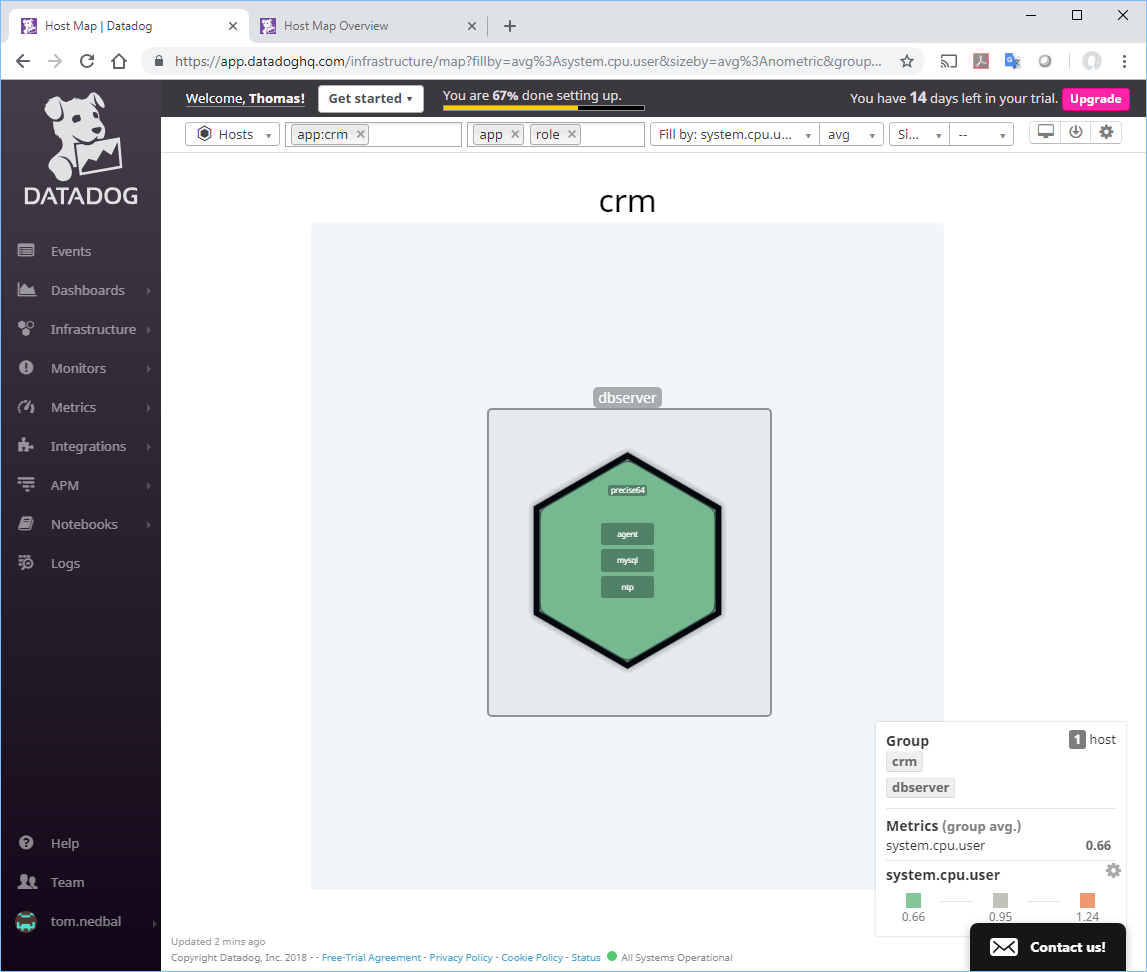 Host Map | Datadog
Host Map Overview
https://app.datadoghq.com/infrastructure/map?fillby=avg%3Asystem.cpu.user&sizeby=avg%3Anometric&group...
Welcome, Thomas!
Get started
You are 67% done setting up.
You have 14 days left in your trial.
Upgrade
DATADOG
Hosts
app:crm
app
role
Fill by: system.cpu.u...
avg
Si...
--
Events
Dashboards
Infrastructure
Monitors
Metrics
Integrations
APM
Notebooks
Logs
Help
Team
tom.nedbal
crm
dbserver
precise64
agent
mysql
ntp
Group
1 host
crm
dbserver
Metrics (group avg.)
system.cpu.user 0.66
system.cpu.user
0.66 0.95 1.24
Updated 2 mins ago
Copyright Datadog, Inc. 2018 - - Free-Trial Agreement - Privacy Policy - Cookie Policy - Status All Systems Operational
Contact us!